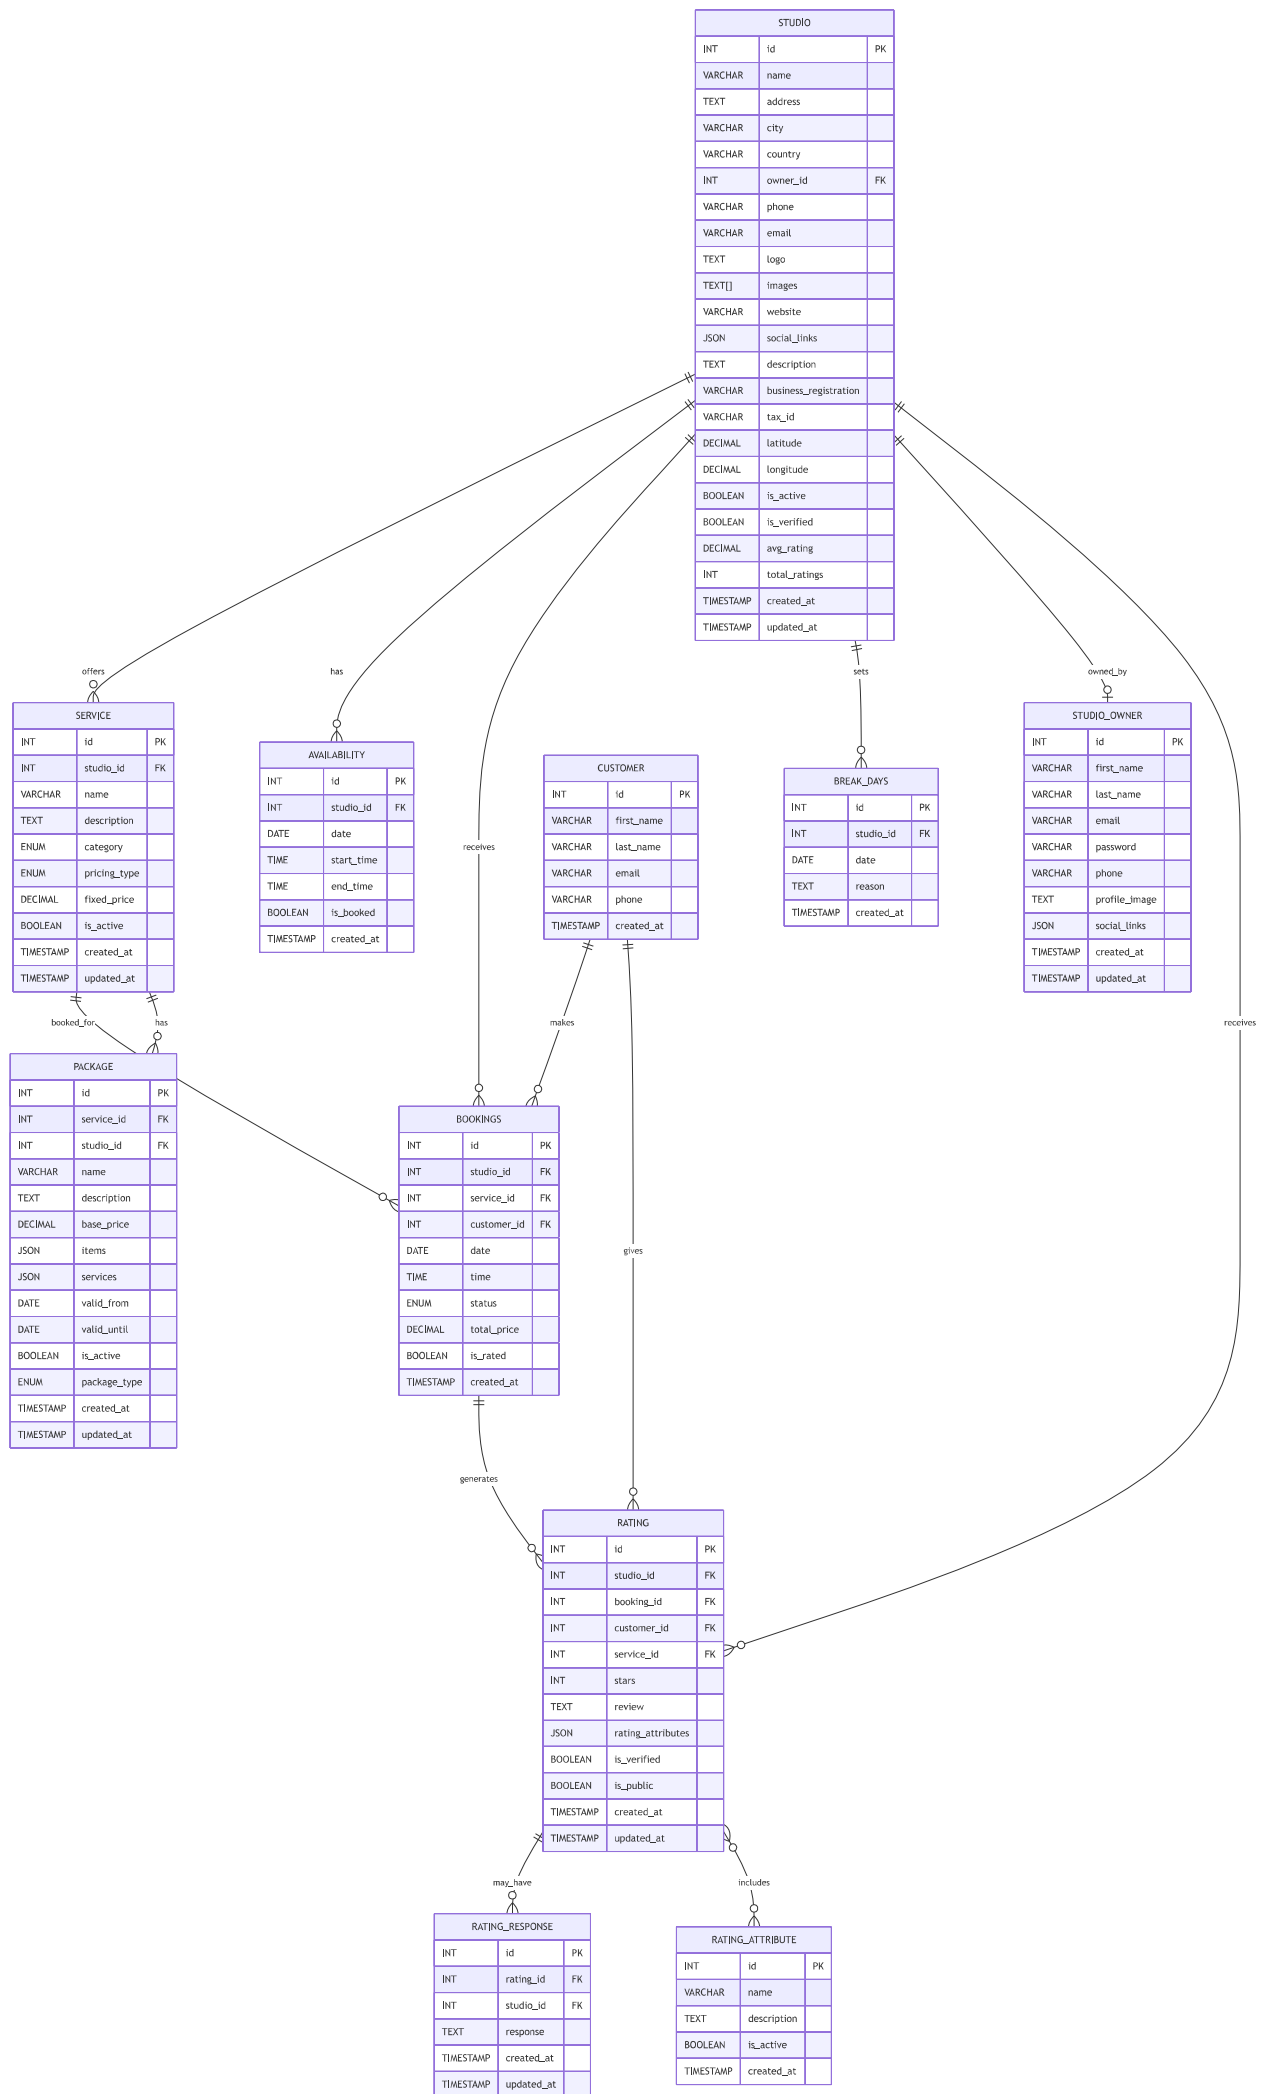 STUDIO
INT id PK
VARCHAR name
TEXT address
VARCHAR city
VARCHAR country
INT owner_id FK
VARCHAR phone
VARCHAR email
TEXT logo
TEXT[] images
VARCHAR website
JSON social_links
TEXT description
VARCHAR business_registration
VARCHAR tax_id
DECIMAL latitude
DECIMAL longitude
BOOLEAN is_active
BOOLEAN is_verified
DECIMAL avg_rating
INT total_ratings
TIMESTAMP created_at
TIMESTAMP updated_at
offers
has
sets
owned_by
SERVICE
INT id PK
INT studio_id FK
VARCHAR name
TEXT description
ENUM category
ENUM pricing_type
DECIMAL fixed_price
BOOLEAN is_active
TIMESTAMP created_at
TIMESTAMP updated_at
AVAILABILITY
INT id PK
INT studio_id FK
DATE date
TIME start_time
TIME end_time
BOOLEAN is_booked
TIMESTAMP created_at
receives
CUSTOMER
INT id PK
VARCHAR first_name
VARCHAR last_name
VARCHAR email
VARCHAR phone
TIMESTAMP created_at
BREAK_DAYS
INT id PK
INT studio_id FK
DATE date
TEXT reason
TIMESTAMP created_at
STUDIO_OWNER
INT id PK
VARCHAR first_name
VARCHAR last_name
VARCHAR email
VARCHAR password
VARCHAR phone
TEXT profile_image
JSON social_links
TIMESTAMP created_at
TIMESTAMP updated_at
booked_for
has
makes
receives
PACKAGE
INT id PK
INT service_id FK
INT studio_id FK
VARCHAR name
TEXT description
DECIMAL base_price
JSON items
JSON services
DATE valid_from
DATE valid_until
BOOLEAN is_active
ENUM package_type
TIMESTAMP created_at
TIMESTAMP updated_at
BOOKINGS
INT id PK
INT studio_id FK
INT service_id FK
INT customer_id FK
DATE date
TIME time
ENUM status
DECIMAL total_price
BOOLEAN is_rated
TIMESTAMP created_at
gives
generates
RATING
INT id PK
INT studio_id FK
INT booking_id FK
INT customer_id FK
INT service_id FK
INT stars
TEXT review
JSON rating_attributes
BOOLEAN is_verified
BOOLEAN is_public
TIMESTAMP created_at
TIMESTAMP updated_at
may_have
includes
RATING_RESPONSE
INT id PK
INT rating_id FK
INT studio_id FK
TEXT response
TIMESTAMP created_at
TIMESTAMP updated_at
RATING_ATTRIBUTE
INT id PK
VARCHAR name
TEXT description
BOOLEAN is_active
TIMESTAMP created_at